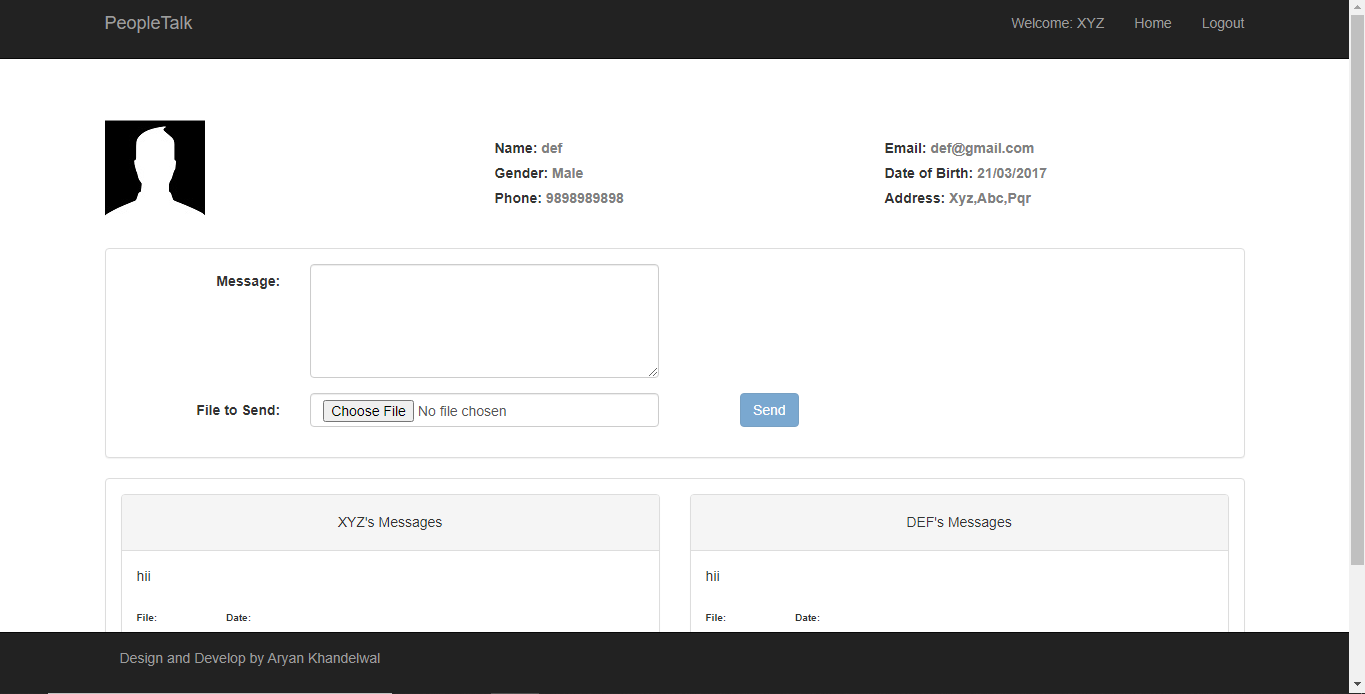 PeopleTalk Welcome: XYZ Home Logout
Name: def
Gender: Male
Phone: 9898989898
Email: def@gmail.com
Date of Birth: 21/03/2017
Address: Xyz,Abc,Pqr
Message:
File to Send: Choose File No file chosen Send
XYZ's Messages
hii
File: Date:
DEF's Messages
hii
File: Date:
Design and Develop by Aryan Khandelwal